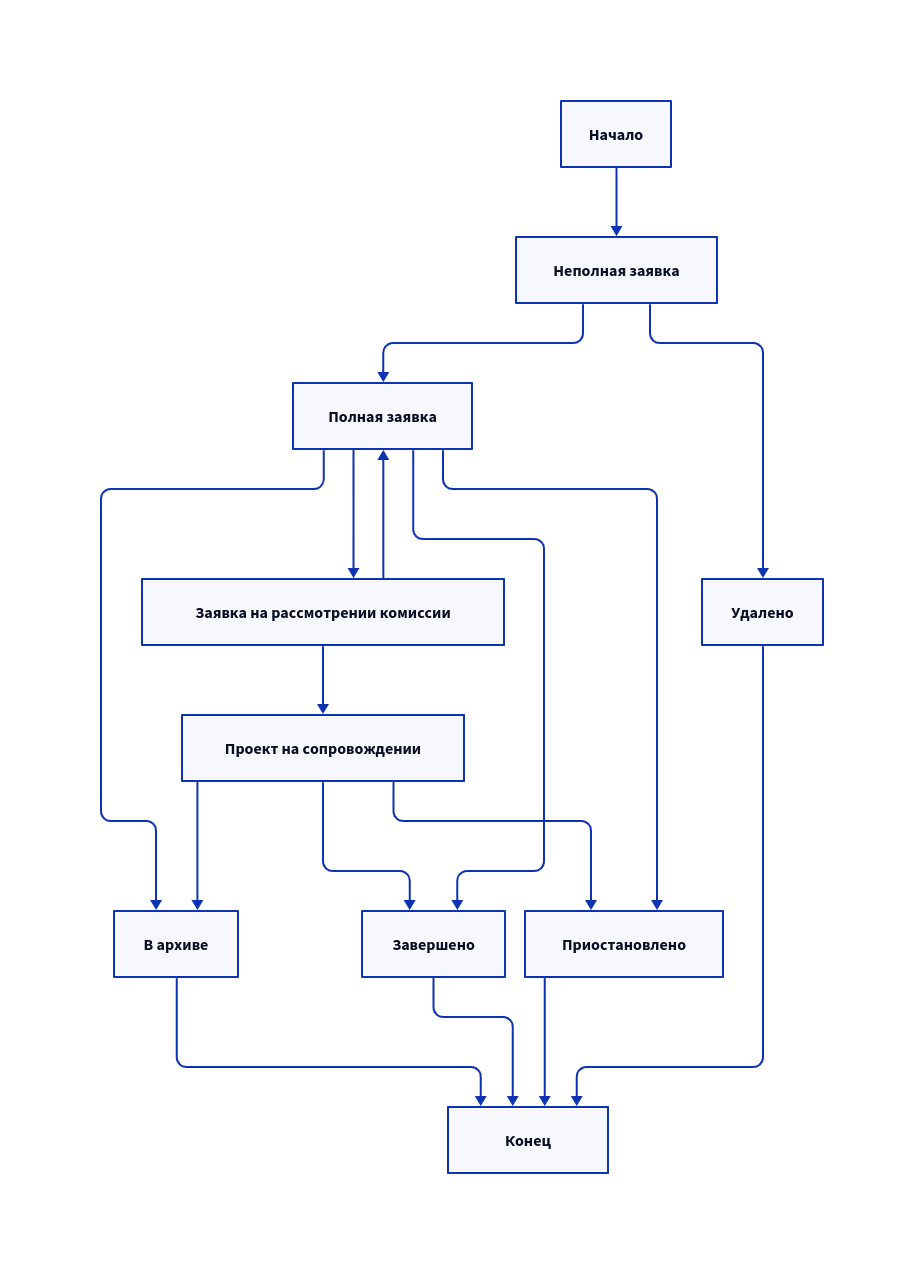 Начало
Неполная заявка
Полная заявка
Заявка на рассмотрении комиссии
Удалено
Проект на сопровождении
В архиве
Завершено
Приостановлено
Конец